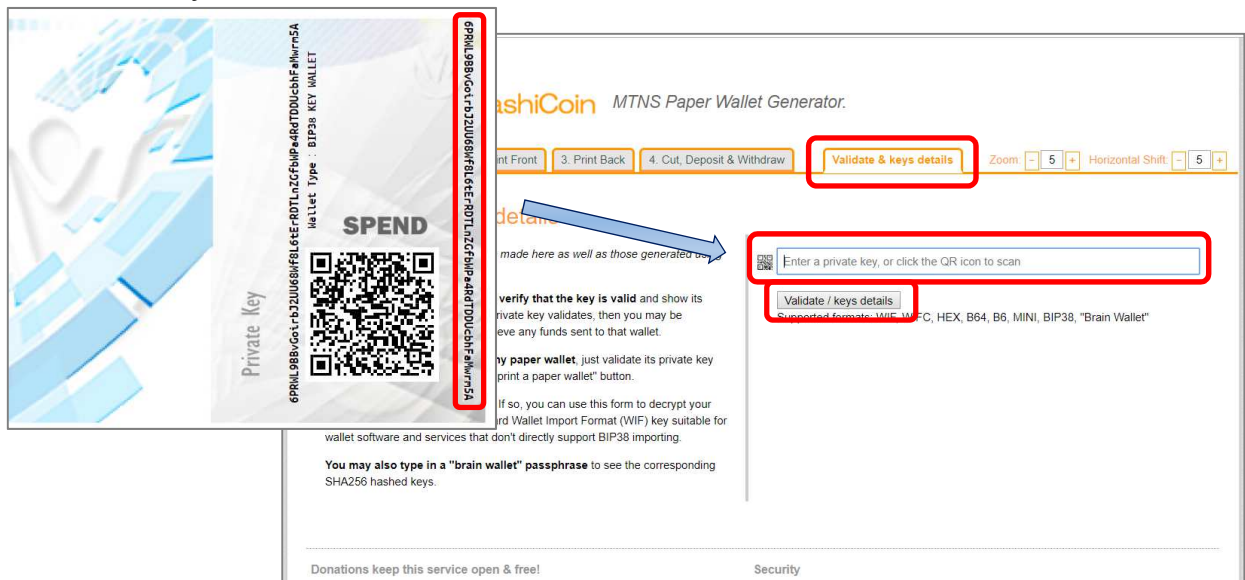 6PRWL9BBvGoirbJ2UU68Wf8L6tErRDTLnZGfbWPa4RdTDDUcbhFaMwrm5A
Private Key
Wallet Type : BIP38 KEY WALLET
SPEND
6PRWL9BBvGoirbJ2UU68Wf8L6tErRDTLnZGfbWPa4RdTDDUcbhFaMwrm5A
ashiCoin MTNS Paper Wallet Generator.
nt Front 3. Print Back 4. Cut, Deposit & Withdraw Validate & keys details Zoom: - 5 + Horizontal Shift: - 5 +
details
made here as well as those generated using
verify that the key is valid and show its
rivate key validates, then you may be
eve any funds sent to that wallet.
ny paper wallet, just validate its private key
print a paper wallet" button.
If so, you can use this form to decrypt your
rd Wallet Import Format (WIF) key suitable for
wallet software and services that don't directly support BIP38 importing.
You may also type in a "brain wallet" passphrase to see the corresponding
SHA256 hashed keys.
Enter a private key, or click the QR icon to scan
Validate / keys details
Supported formats: WIF, WIFC, HEX, B64, B6, MINI, BIP38, "Brain Wallet"
Donations keep this service open & free!
Security